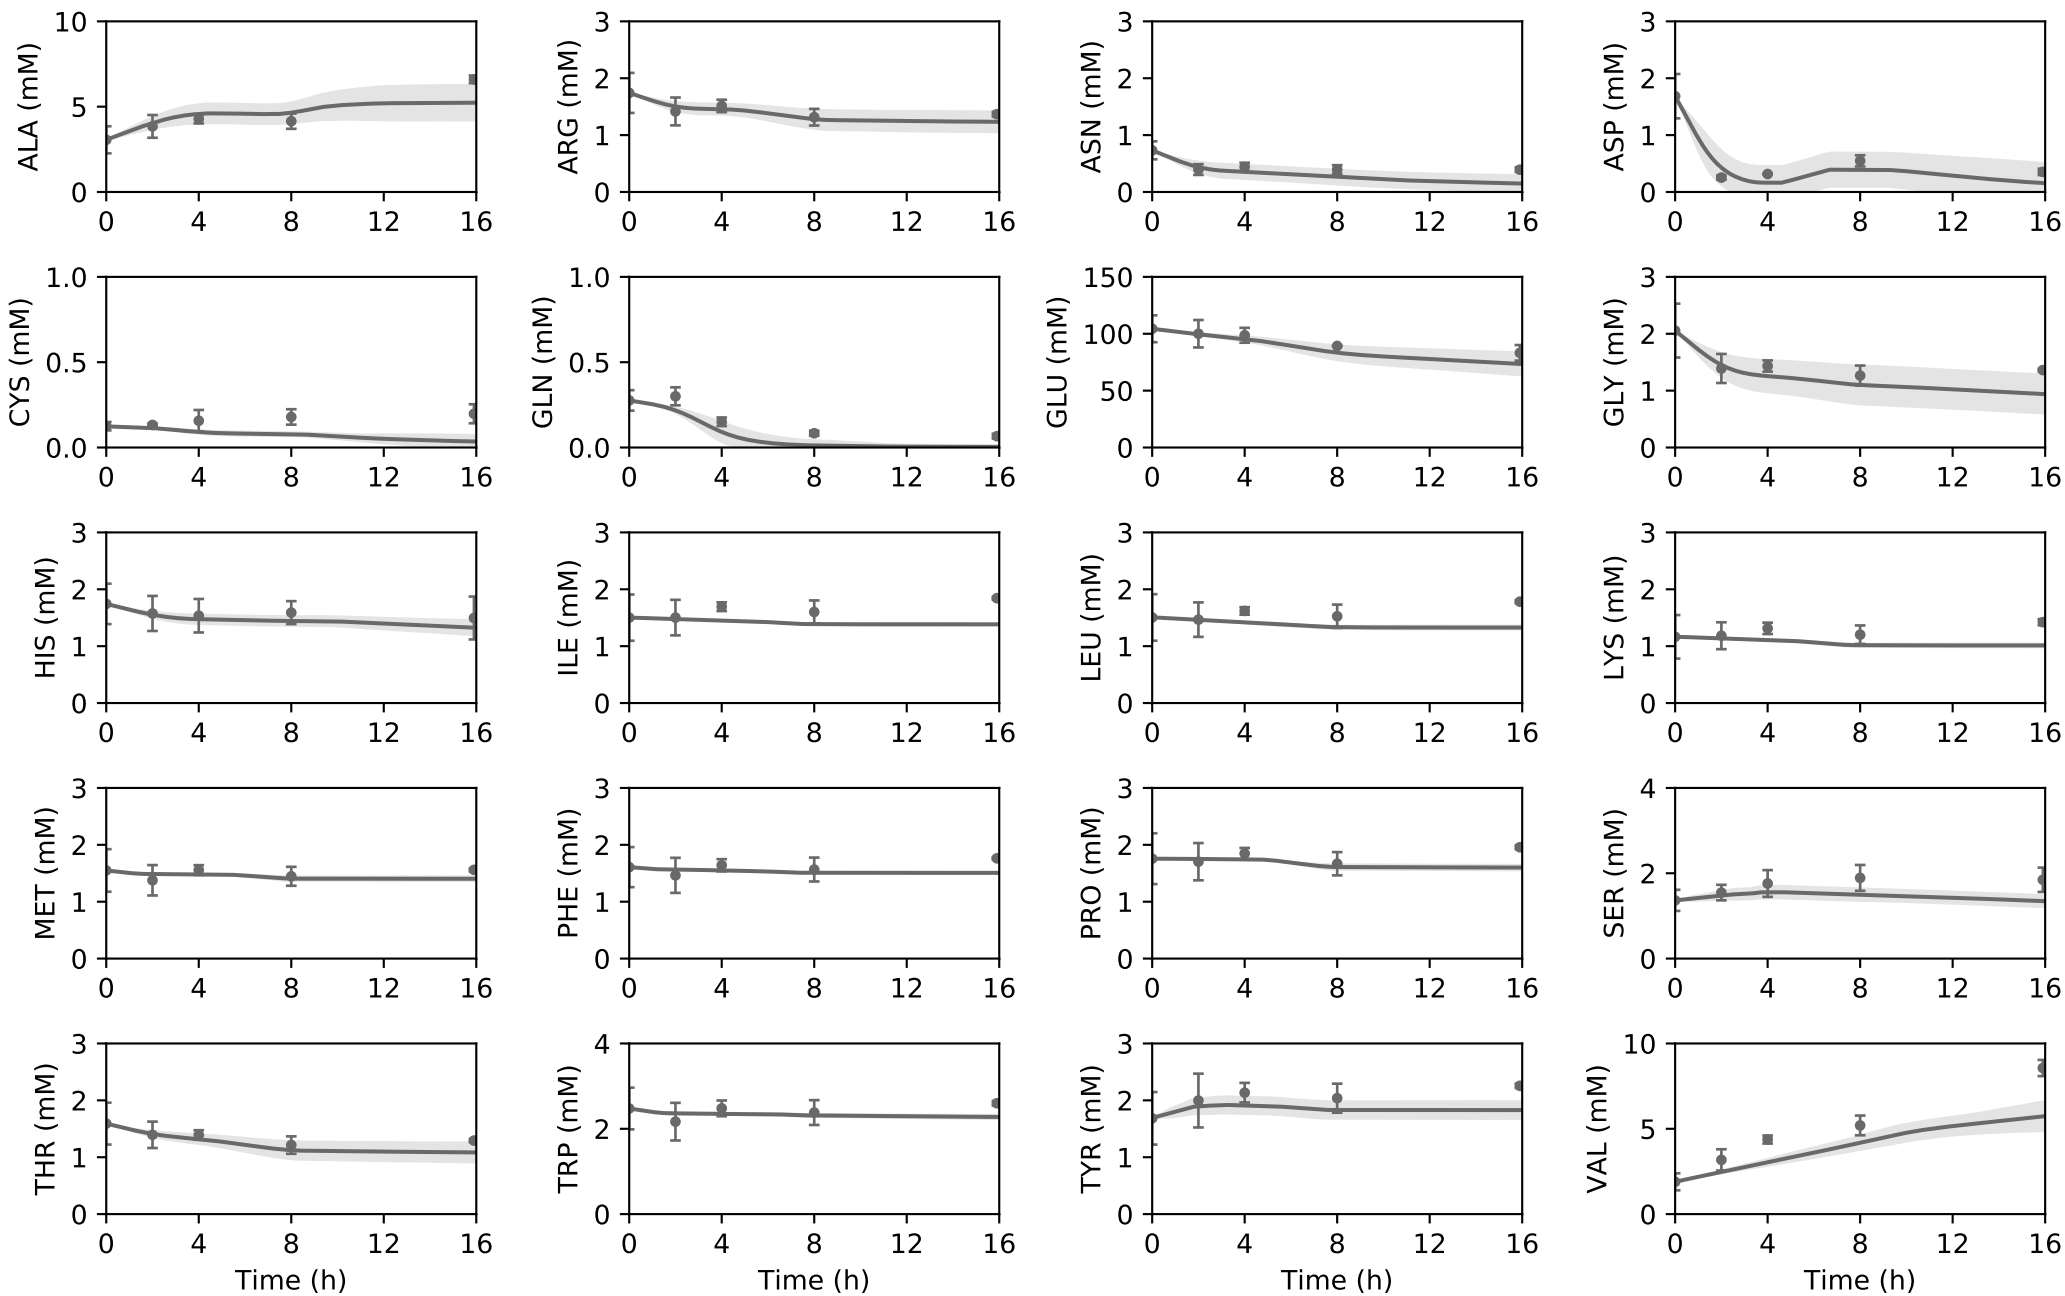 10
5
0
ALA (mM)
0 4 8 12 16
3
2
1
0
ARG (mM)
0 4 8 12 16
3
2
1
0
ASN (mM)
0 4 8 12 16
3
2
1
0
ASP (mM)
0 4 8 12 16
1.0
0.5
0.0
CYS (mM)
0 4 8 12 16
1.0
0.5
0.0
GLN (mM)
0 4 8 12 16
150
100
50
0
GLU (mM)
0 4 8 12 16
3
2
1
0
GLY (mM)
0 4 8 12 16
3
2
1
0
HIS (mM)
0 4 8 12 16
3
2
1
0
ILE (mM)
0 4 8 12 16
3
2
1
0
LEU (mM)
0 4 8 12 16
3
2
1
0
LYS (mM)
0 4 8 12 16
3
2
1
0
MET (mM)
0 4 8 12 16
3
2
1
0
PHE (mM)
0 4 8 12 16
3
2
1
0
PRO (mM)
0 4 8 12 16
4
2
0
SER (mM)
0 4 8 12 16
3
2
1
0
THR (mM)
0 4 8 12 16
Time (h)
4
2
0
TRP (mM)
0 4 8 12 16
Time (h)
3
2
1
0
TYR (mM)
0 4 8 12 16
Time (h)
10
5
0
VAL (mM)
0 4 8 12 16
Time (h)